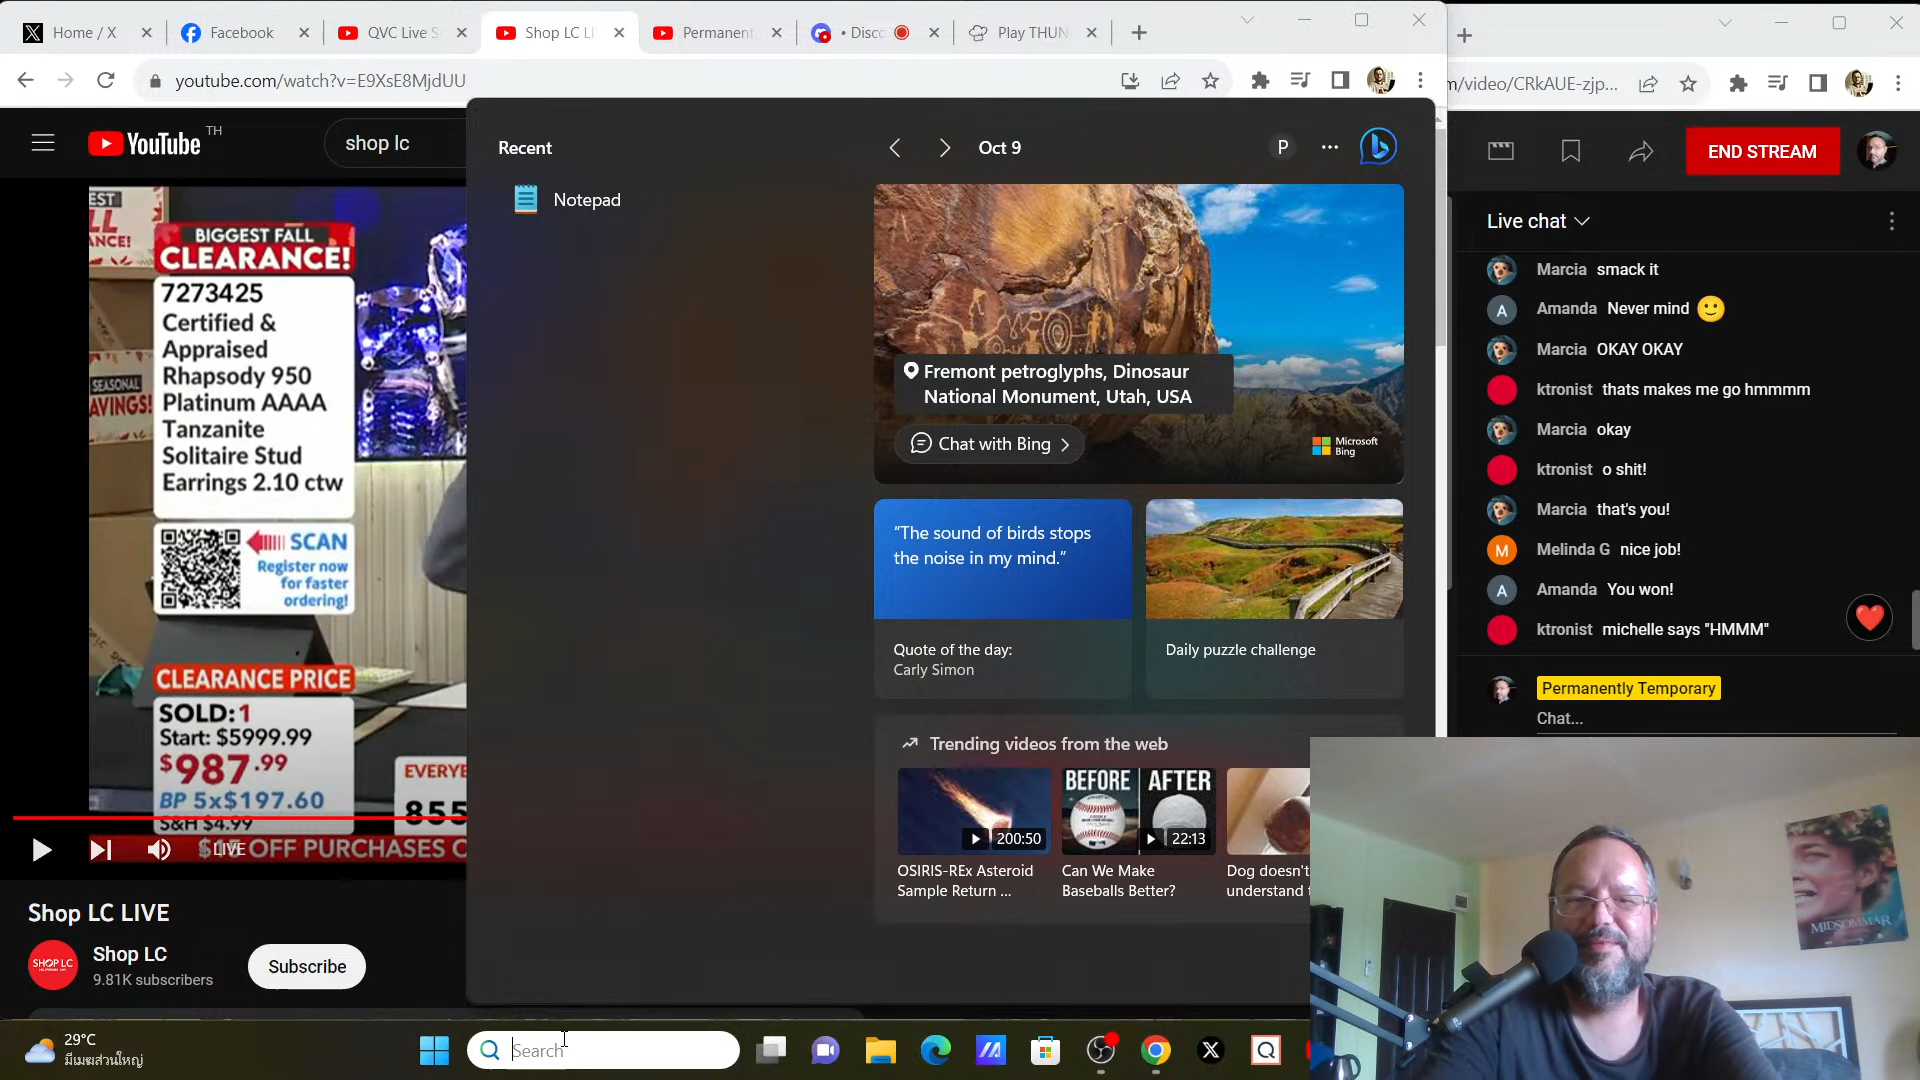 Home / X
Facebook
QVC Live S
Shop LC LI
Permanent
• Disco
Play THUN
youtube.com/watch?v=E9XsE8MjdUU
n/video/CRkAUE-zjp...
YouTube TH
shop lc
Recent
Oct 9
P
END STREAM
Notepad
Live chat
EST
LL
NCE!
BIGGEST FALL
CLEARANCE!
7273425
Certified &
Appraised
Rhapsody 950
Platinum AAAA
Tanzanite
Solitaire Stud
Earrings 2.10 ctw
SEASONAL
AVINGS!
SCAN
Register now
for faster
ordering!
CLEARANCE PRICE
SOLD: 1
Start: $5999.99
$987.99
BP 5x$197.60
S&H $4.99
EVERYE
855
$ OFF PURCHASES O
LIVE
Fremont petroglyphs, Dinosaur
National Monument, Utah, USA
Chat with Bing
Microsoft
Bing
“The sound of birds stops
the noise in my mind.”
Quote of the day:
Carly Simon
Daily puzzle challenge
Trending videos from the web
BEFORE AFTER
200:50
22:13
OSIRIS-REx Asteroid
Sample Return ...
Can We Make
Baseballs Better?
Dog doesn't
understand
Marcia smack it
Amanda Never mind 🙂
Marcia OKAY OKAY
ktronist thats makes me go hmmmm
Marcia okay
ktronist o shit!
Marcia that's you!
M Melinda G nice job!
A Amanda You won!
ktronist michelle says "HMMM"
Permanently Temporary
Chat...
Shop LC LIVE
SHOP LC
Shop LC
9.81K subscribers
Subscribe
MIDSOMMAR
29°C
มีเมฆส่วนใหญ่
Search